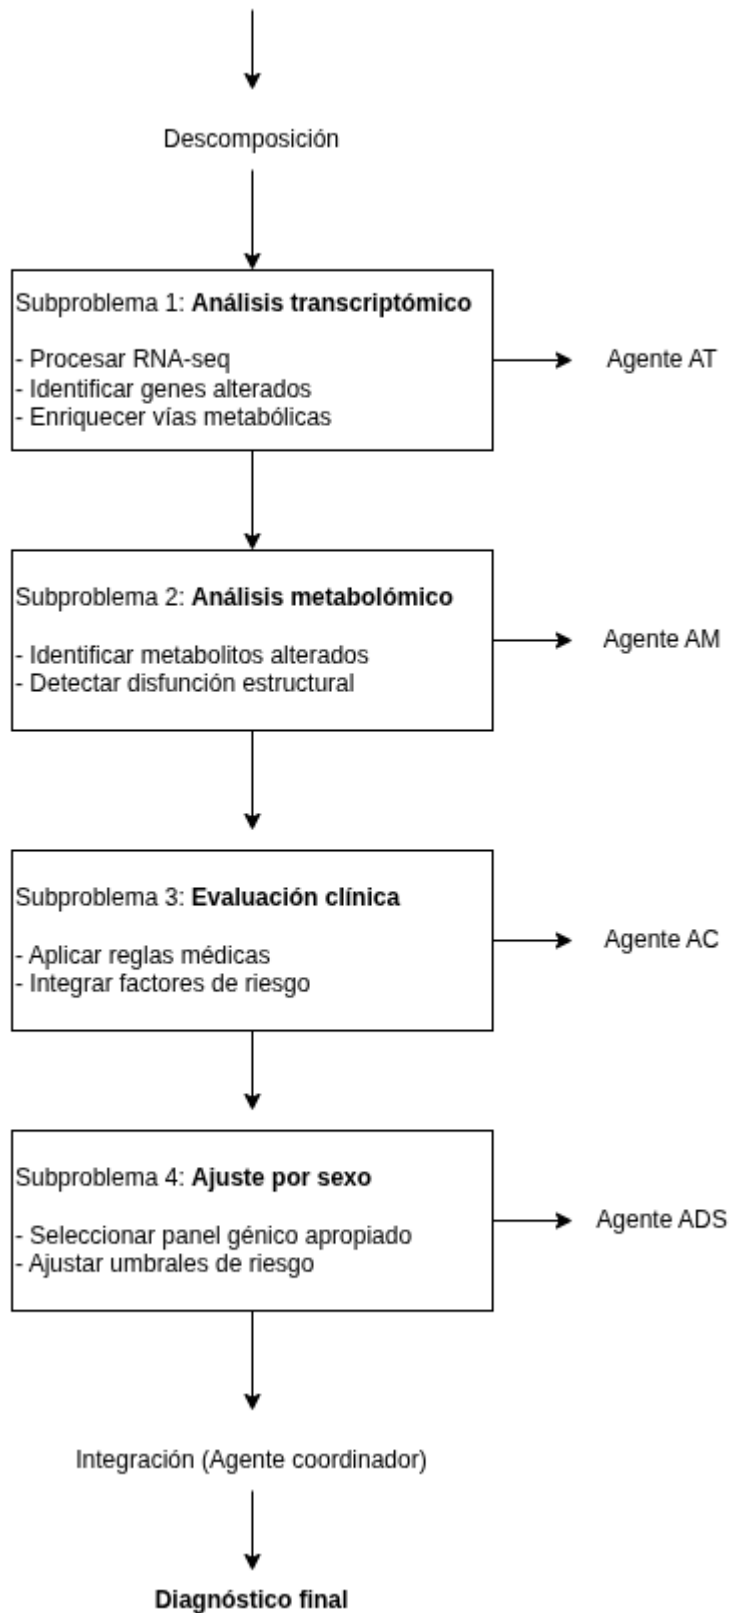 Descomposición
Subproblema 1: Análisis transcriptómico
- Procesar RNA-seq
- Identificar genes alterados
- Enriquecer vías metabólicas
Agente AT
Subproblema 2: Análisis metabolómico
- Identificar metabolitos alterados
- Detectar disfunción estructural
Agente AM
Subproblema 3: Evaluación clínica
- Aplicar reglas médicas
- Integrar factores de riesgo
Agente AC
Subproblema 4: Ajuste por sexo
- Seleccionar panel génico apropiado
- Ajustar umbrales de riesgo
Agente ADS
Integración (Agente coordinador)
Diagnóstico final